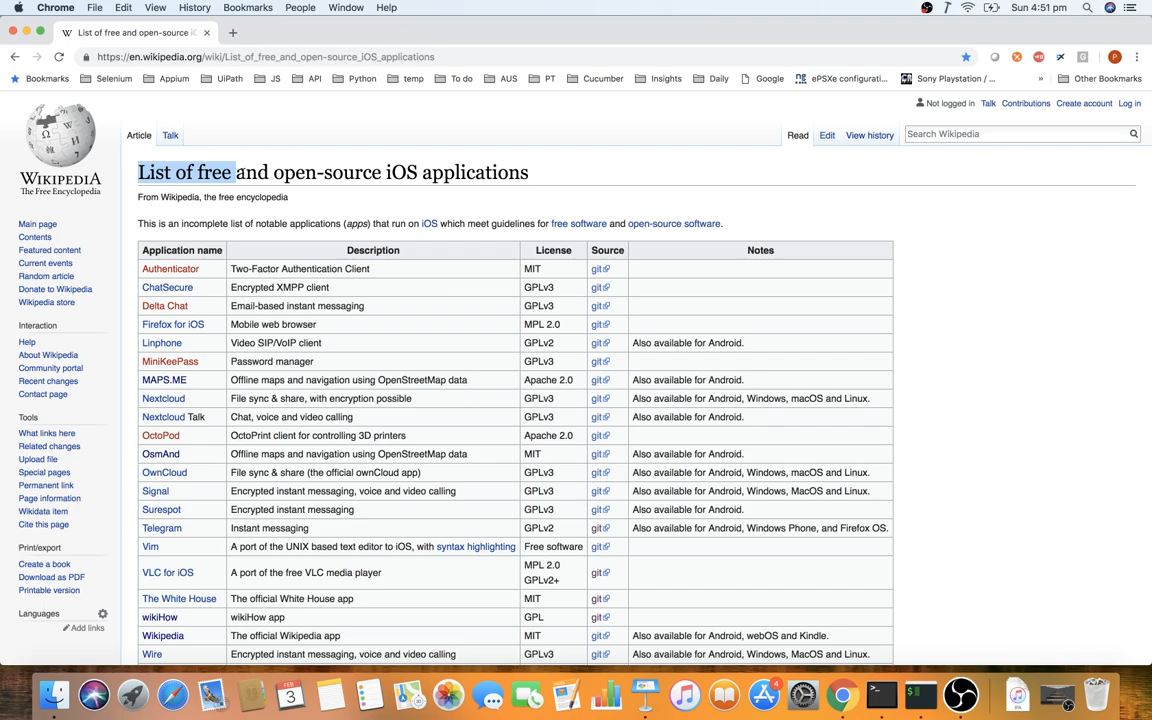 Chrome File Edit View History Bookmarks People Window Help Sun 4:51 pm
List of free and open-source i
https://en.wikipedia.org/wiki/List_of_free_and_open-source_iOS_applications P
Bookmarks Selenium Appium UiPath JS API Python temp To do AUS PT Cucumber Insights Daily Google ePSXe configurati... Sony Playstation /... » Other Bookmarks
Not logged in Talk Contributions Create account Log in
Article Talk Read Edit View history Search Wikipedia
WIKIPEDIA
The Free Encyclopedia
Main page
Contents
Featured content
Current events
Random article
Donate to Wikipedia
Wikipedia store
Interaction
Help
About Wikipedia
Community portal
Recent changes
Contact page
Tools
What links here
Related changes
Upload file
Special pages
Permanent link
Page information
Wikidata item
Cite this page
Print/export
Create a book
Download as PDF
Printable version
Languages
Add links
List of free and open-source iOS applications
From Wikipedia, the free encyclopedia
This is an incomplete list of notable applications (apps) that run on iOS which meet guidelines for free software and open-source software.
Application name Description License Source Notes
Authenticator Two-Factor Authentication Client MIT git
ChatSecure Encrypted XMPP client GPLv3 git
Delta Chat Email-based instant messaging GPLv3 git
Firefox for iOS Mobile web browser MPL 2.0 git
Linphone Video SIP/VoIP client GPLv2 git Also available for Android.
MiniKeePass Password manager GPLv3 git
MAPS.ME Offline maps and navigation using OpenStreetMap data Apache 2.0 git Also available for Android.
Nextcloud File sync & share, with encryption possible GPLv3 git Also available for Android, Windows, macOS and Linux.
Nextcloud Talk Chat, voice and video calling GPLv3 git Also available for Android.
OctoPod OctoPrint client for controlling 3D printers Apache 2.0 git
OsmAnd Offline maps and navigation using OpenStreetMap data MIT git Also available for Android.
OwnCloud File sync & share (the official ownCloud app) GPLv3 git Also available for Android, Windows, macOS and Linux.
Signal Encrypted instant messaging, voice and video calling GPLv3 git Also available for Android, Windows, MacOS and Linux.
Surespot Encrypted instant messaging GPLv3 git Also available for Android.
Telegram Instant messaging GPLv2 git Also available for Android, Windows Phone, and Firefox OS.
Vim A port of the UNIX based text editor to iOS, with syntax highlighting Free software git
VLC for iOS A port of the free VLC media player MPL 2.0 git
GPLv2+
The White House The official White House app MIT git
wikiHow wikiHow app GPL git
Wikipedia The official Wikipedia app MIT git Also available for Android, webOS and Kindle.
Wire Encrypted instant messaging, voice and video calling GPLv3 git Also available for Android, Windows, MacOS and Linux.
FEB
3
4